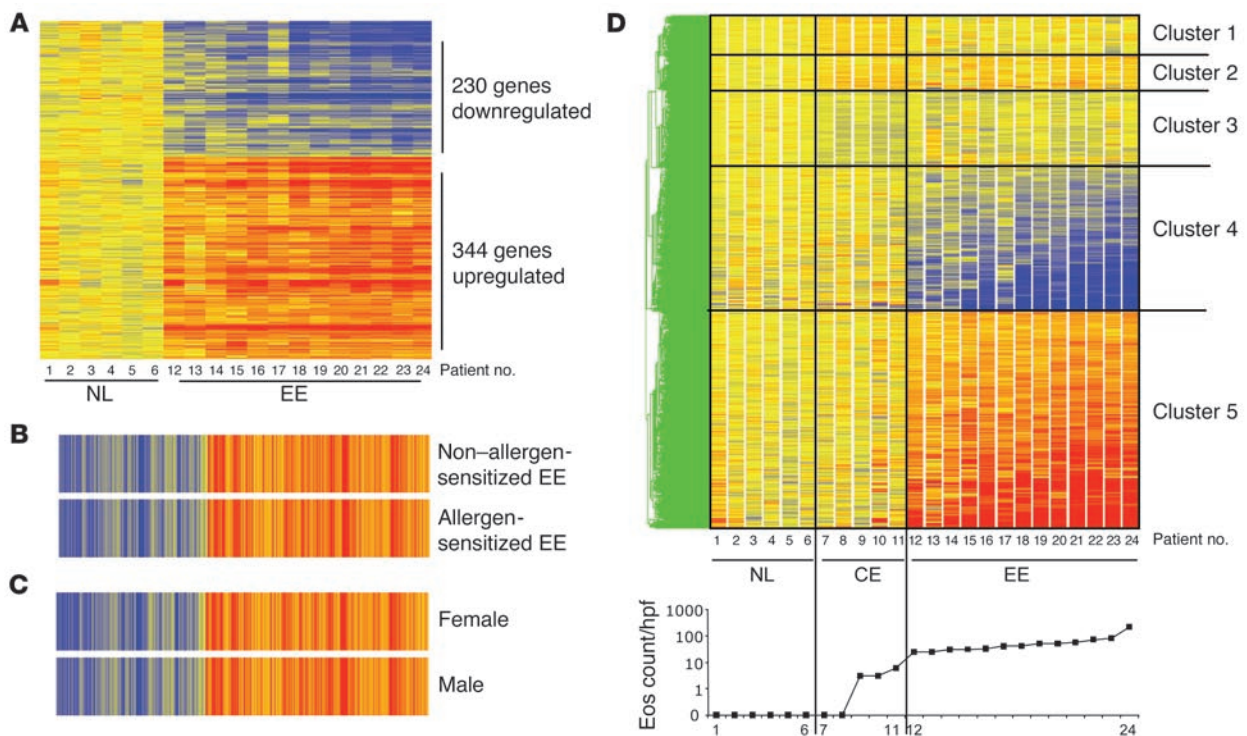 A
230 genes
downregulated
344 genes
upregulated
1 2 3 4 5 6 12 13 14 15 16 17 18 19 20 21 22 23 24 Patient no.
NL EE
B
Non–allergen-
sensitized EE
Allergen-
sensitized EE
C
Female
Male
D
Cluster 1
Cluster 2
Cluster 3
Cluster 4
Cluster 5
1 2 3 4 5 6 7 8 9 10 11 12 13 14 15 16 17 18 19 20 21 22 23 24 Patient no.
NL CE EE
Eos count/hpf
1000
100
10
1
0
1 6 7 11 12 24